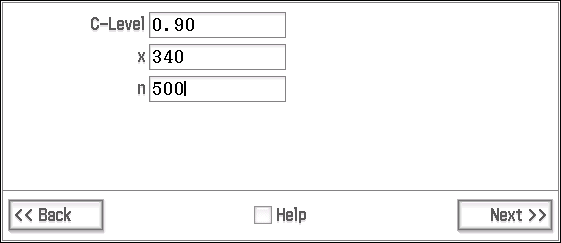 C-Level 0.90
x 340
n 500
<< Back Help Next >>